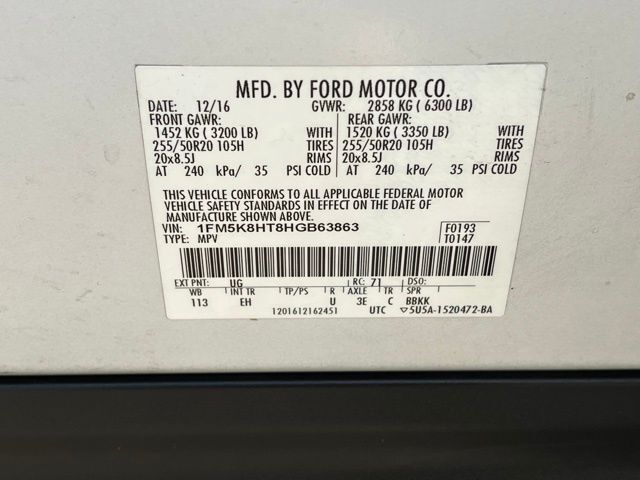 MFD. BY FORD MOTOR CO.
DATE: 12/16 GVWR: 2858 KG ( 6300 LB)
FRONT GAWR: REAR GAWR:
1452 KG ( 3200 LB) WITH 1520 KG ( 3350 LB) WITH
255/50R20 105H TIRES 255/50R20 105H TIRES
20x8.5J RIMS 20x8.5J RIMS
AT 240 kPa/ 35 PSI COLD AT 240 kPa/ 35 PSI COLD
THIS VEHICLE CONFORMS TO ALL APPLICABLE FEDERAL MOTOR
VEHICLE SAFETY STANDARDS IN EFFECT ON THE DATE OF
MANUFACTURE SHOWN ABOVE.
VIN: 1FM5K8HT8HGB63863 F0193
TYPE: MPV T0147
EXT PNT: UG RC: 71 DSO:
WB INT TR TP/PS R AXLE TR SPR
113 EH U 3E C BBKK
1201612162451 UTC ▽5U5A-1520472-BA